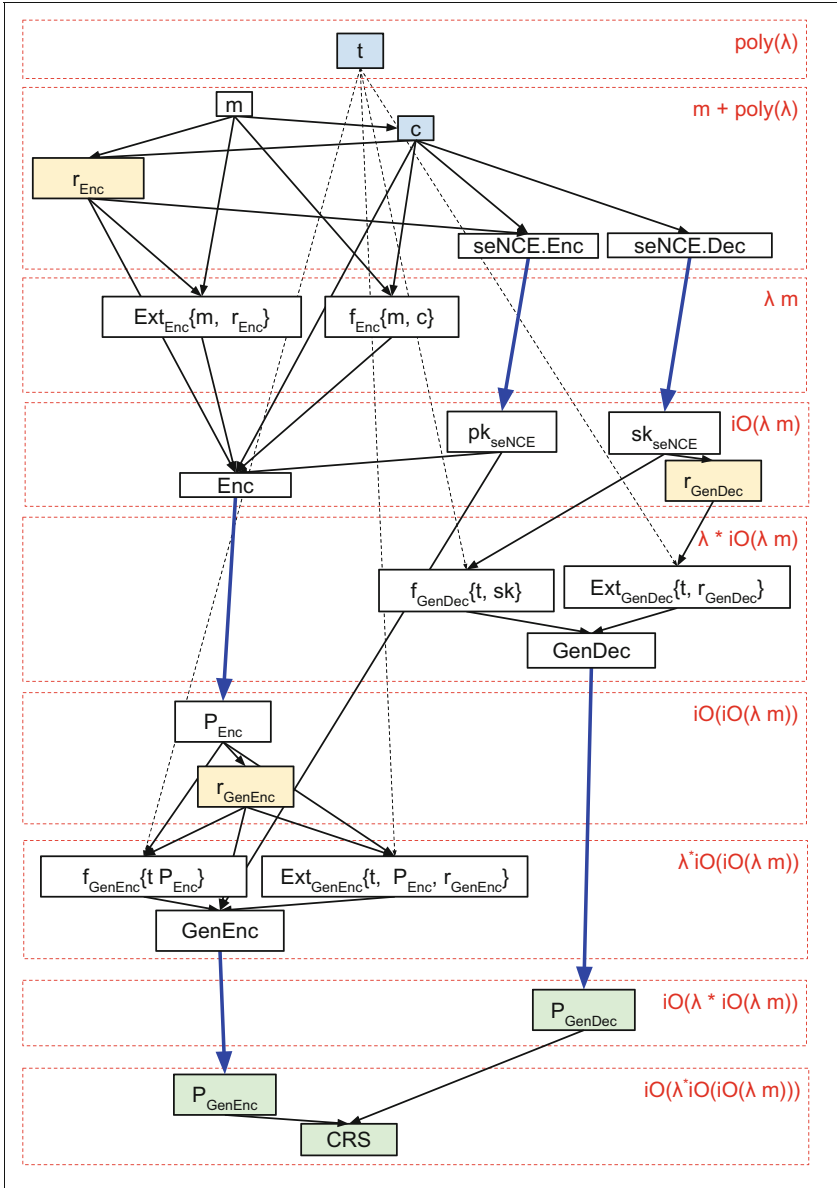 t
poly(λ)
m
m + poly(λ)
c
r_Enc
seNCE.Enc
seNCE.Dec
λ m
Ext_Enc{m, r_Enc}
f_Enc{m, c}
iO(λ m)
pk_seNCE
sk_seNCE
Enc
r_GenDec
λ * iO(λ m)
f_GenDec{t, sk}
Ext_GenDec{t, r_GenDec}
GenDec
iO(iO(λ m))
P_Enc
r_GenEnc
λ*iO(iO(λ m))
f_GenEnc{t P_Enc}
Ext_GenEnc{t, P_Enc, r_GenEnc}
GenEnc
iO(λ * iO(λ m))
P_GenDec
iO(λ*iO(iO(λ m)))
P_GenEnc
CRS